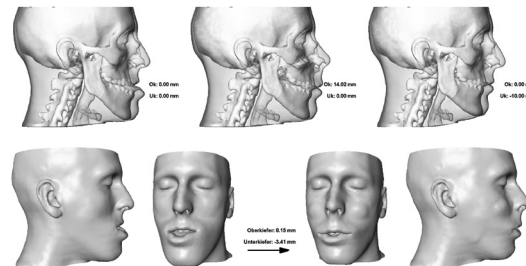 Ok: 0.00 mm
Uk: 0.00 mm
Ok: 14.02 mm
Uk: 0.00 mm
Ok: 0.00
Uk: -10.00
Oberkiefer: 8.15 mm
Unterkiefer: -3.41 mm